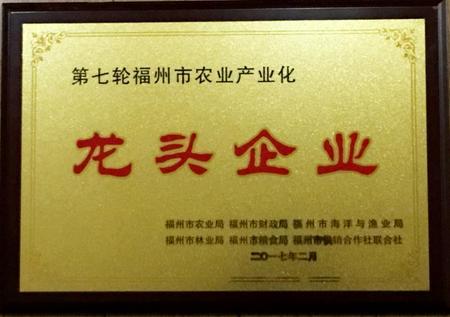 第七轮福州市农业产业化
龙头企业
福州市农业局 福州市财政局 福州市海洋与渔业局
福州市林业局 福州市粮食局 福州市供销合作社联合社
二〇一七年二月